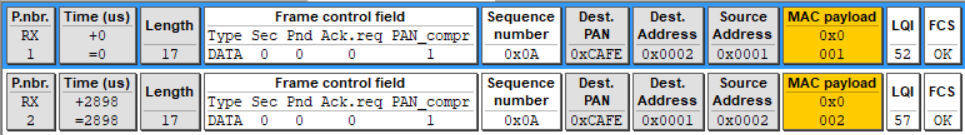 P.nbr. Time (us) Length Frame control field Sequence Dest. Dest. Source MAC payload LQI FCS
RX +0 Type Sec Pnd Ack.req PAN_compr number PAN Address Address 0x0
1 =0 17 DATA 0 0 0 1 0x0A 0xCAFE 0x0002 0x0001 001 52 OK
P.nbr. Time (us) Length Frame control field Sequence Dest. Dest. Source MAC payload LQI FCS
RX +2898 Type Sec Pnd Ack.req PAN_compr number PAN Address Address 0x0
2 =2898 17 DATA 0 0 0 1 0x0A 0xCAFE 0x0001 0x0002 002 57 OK